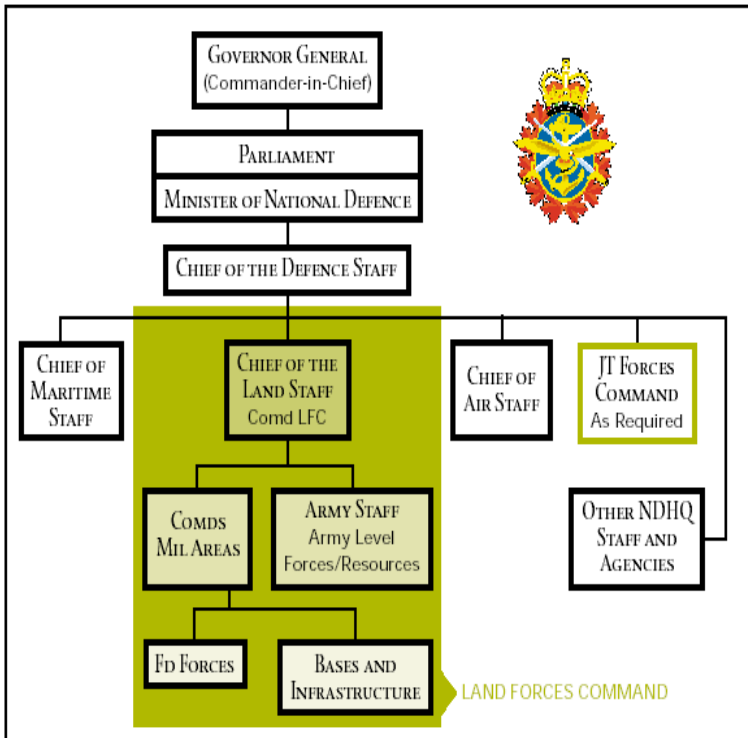 GOVERNOR GENERAL
(Commander-in-Chief)
PARLIAMENT
MINISTER OF NATIONAL DEFENCE
CHIEF OF THE DEFENCE STAFF
CHIEF OF
MARITIME
STAFF
CHIEF OF THE
LAND STAFF
Comd LFC
CHIEF OF
AIR STAFF
JT FORCES
COMMAND
As Required
COMDS
MIL AREAS
ARMY STAFF
Army Level
Forces/Resources
OTHER NDHQ
STAFF AND
AGENCIES
FD FORCES
BASES AND
INFRASTRUCTURE
LAND FORCES COMMAND